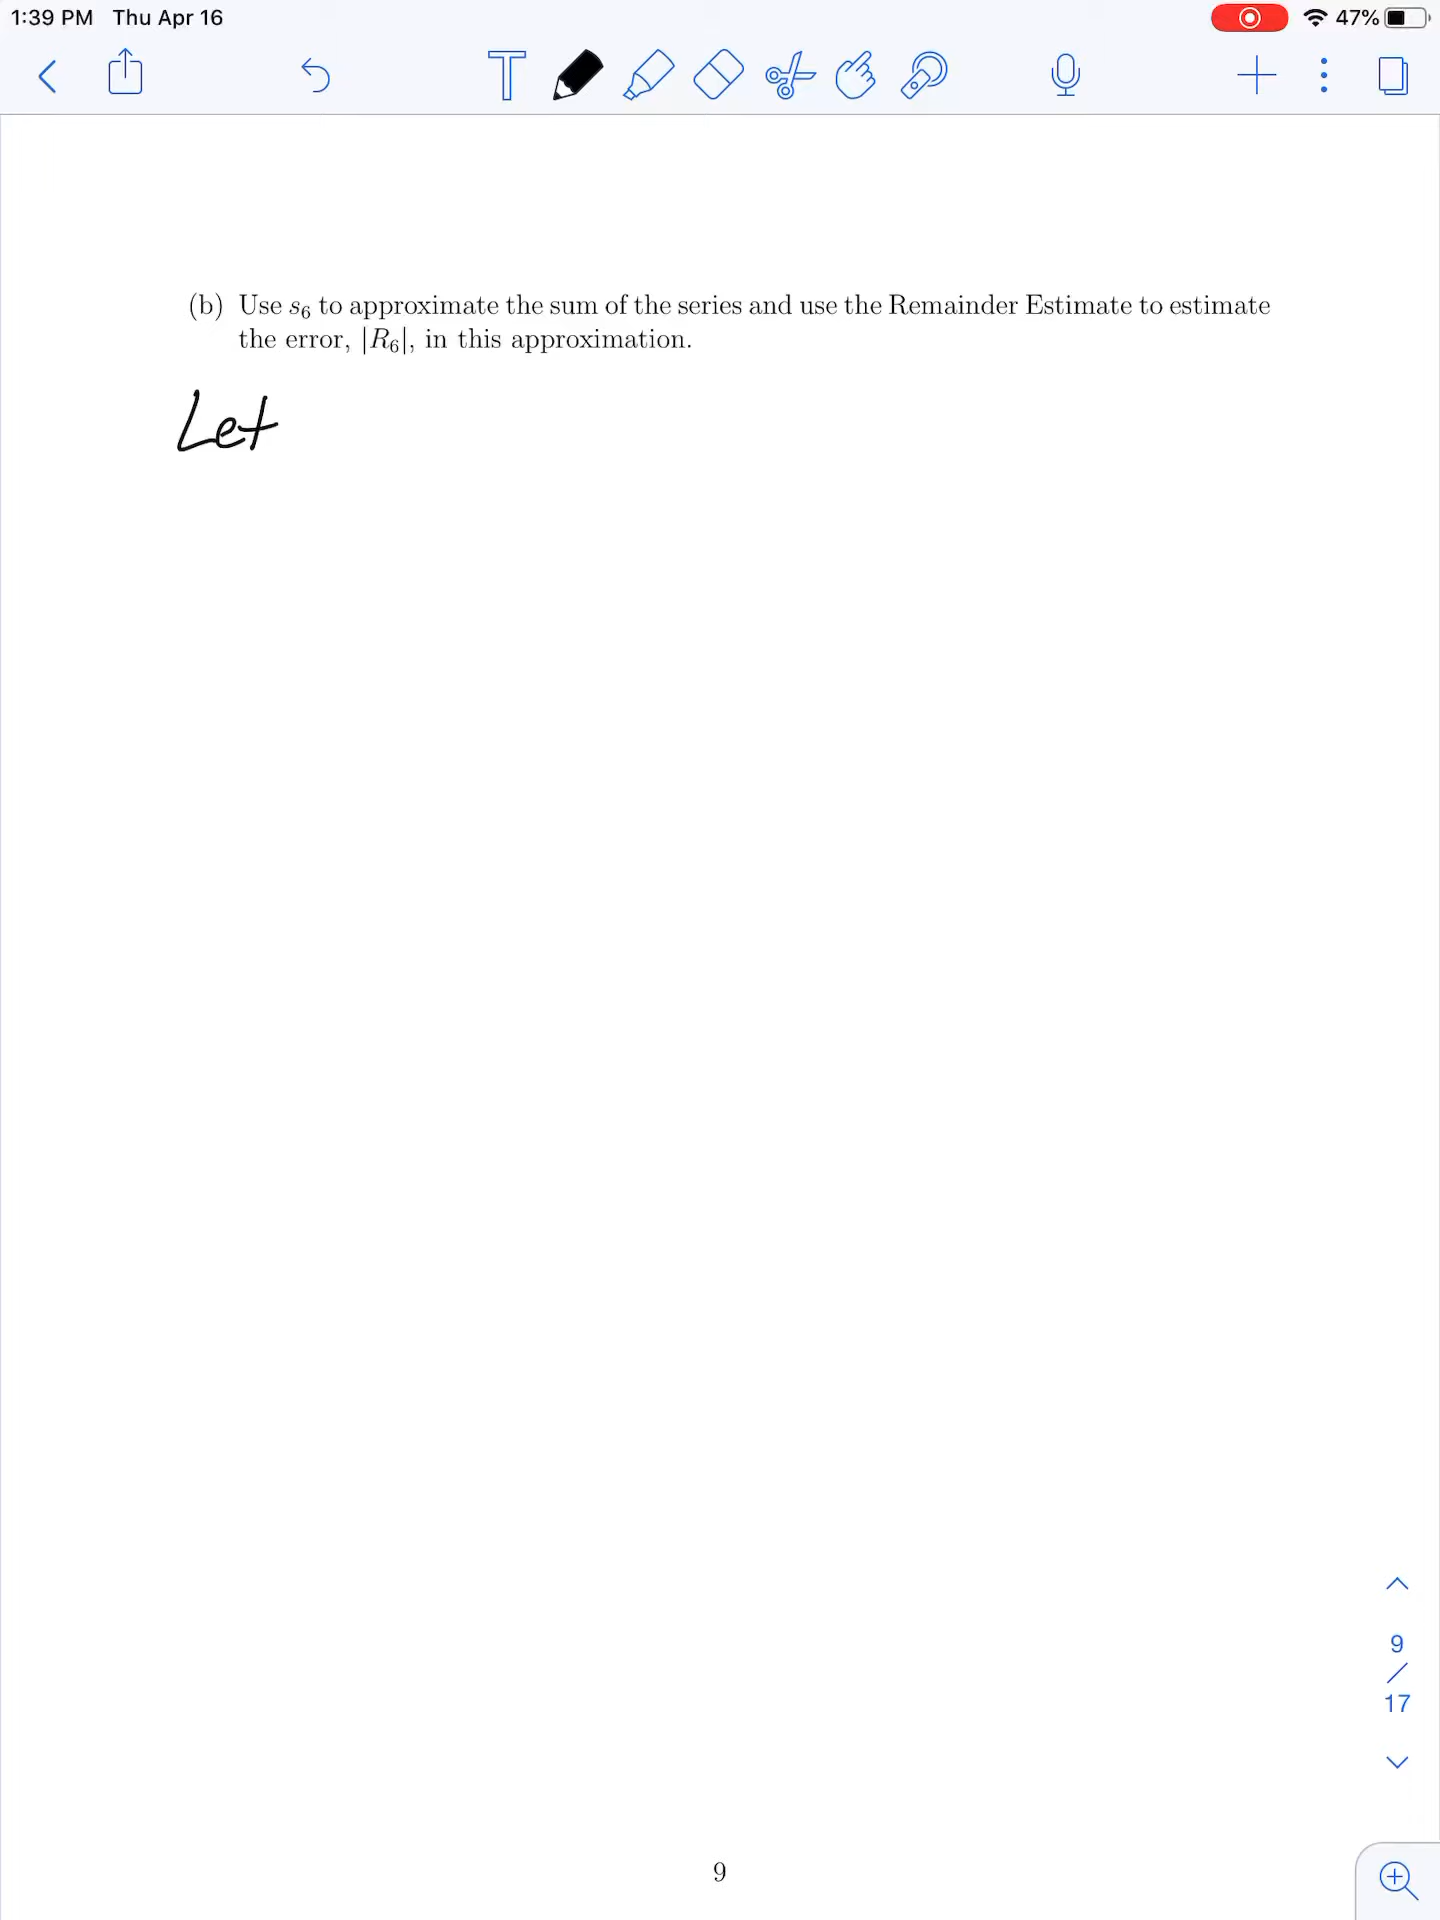 1:39 PM Thu Apr 16 47%
T
(b) Use s₆ to approximate the sum of the series and use the Remainder Estimate to estimate
the error, |R₆|, in this approximation.
Let
9
/
17
9